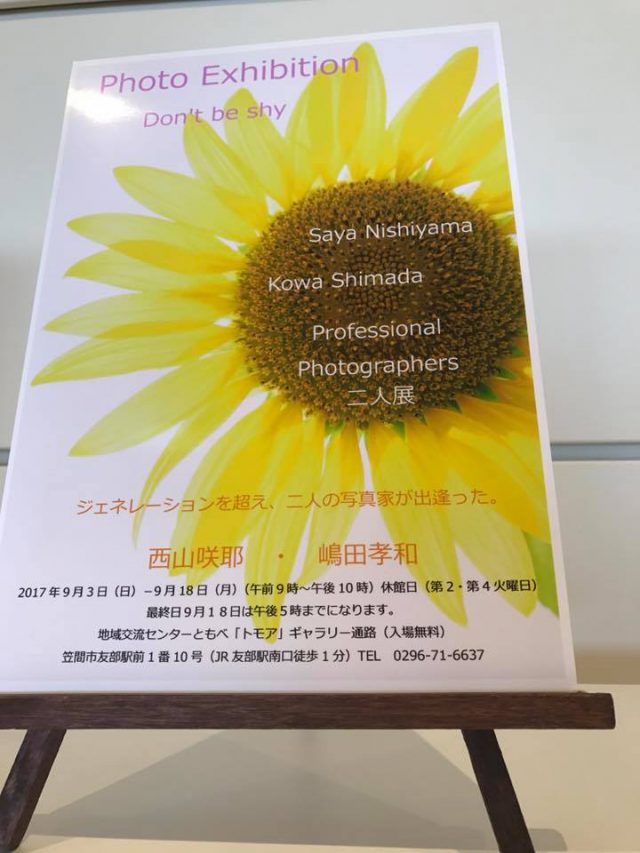 Photo Exhibition
Don't be shy
Saya Nishiyama
Kowa Shimada
Professional
Photographers
二人展
ジェネレーションを超え、二人の写真家が出逢った。
西山咲耶 ・ 嶋田孝和
2017年9月3日（日）−9月18日（月）（午前9時〜午後10時）休館日（第2・第4火曜日）
最終日9月１８日は午後５時までになります。
地域交流センターともべ「トモア」ギャラリー通路（入場無料）
笠間市友部駅前１番10号（JR友部駅南口徒歩１分）TEL 0296-71-6637